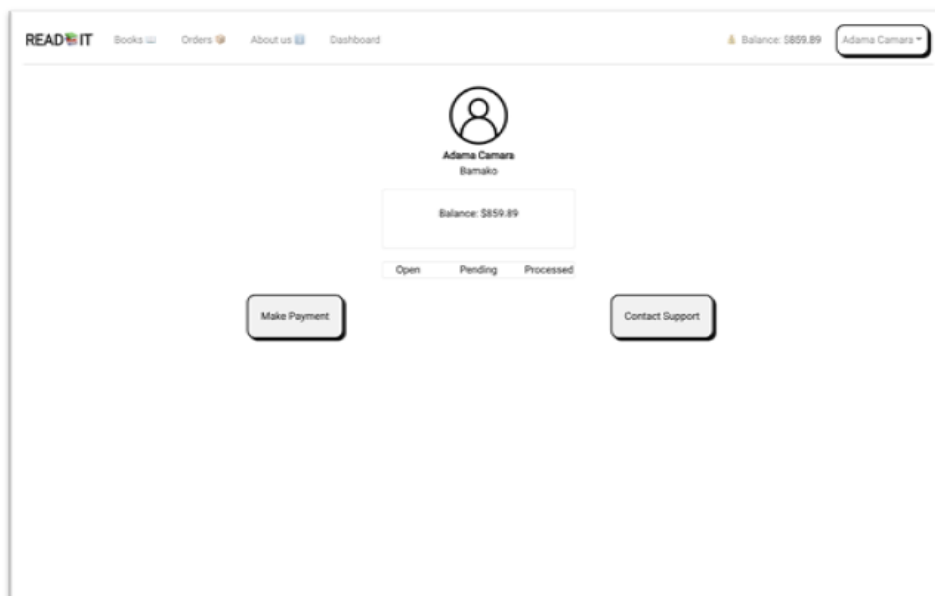 READ📚IT Books📖 Orders📦 About us ℹ️ Dashboard 💰 Balance: $859.89 Adama Camara
Adama Camara
Bamako
Balance: $859.89
Open Pending Processed
Make Payment Contact Support